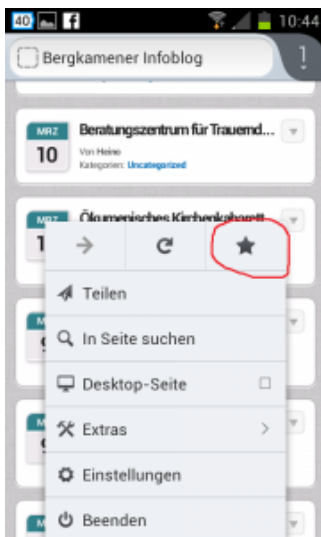 40 10:44
Bergkamener Infoblog 1
MRZ Beratungszentrum für Trauernd...
10 Von Heino
Kategorien: Uncategorized
MRZ Ökumenisches Kirchenkabarett
Teilen
In Seite suchen
Desktop-Seite
Extras
Einstellungen
Beenden